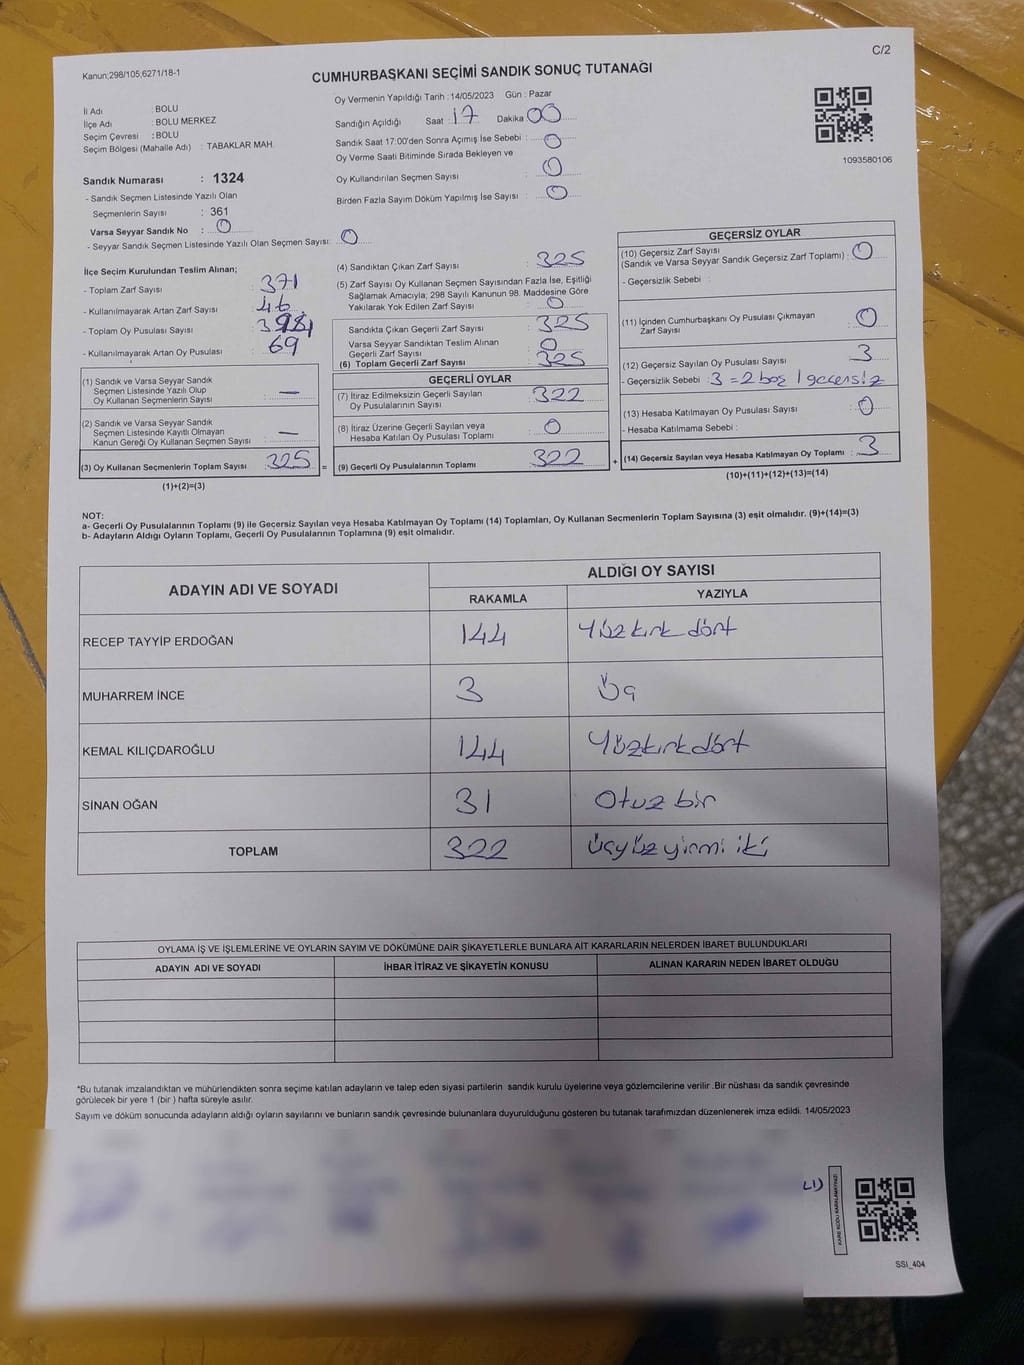 C/2
Kanun;298/105;6271/18-1
CUMHURBAŞKANI SEÇİMİ SANDIK SONUÇ TUTANAĞI
İl Adı : BOLU
İlçe Adı : BOLU MERKEZ
Seçim Çevresi : BOLU
Seçim Bölgesi (Mahalle Adı) : TABAKLAR MAH.
Sandık Numarası : 1324
- Sandık Seçmen Listesinde Yazılı Olan
Seçmenlerin Sayısı : 361
Varsa Seyyar Sandık No : 0
- Seyyar Sandık Seçmen Listesinde Yazılı Olan Seçmen Sayısı: 0
Oy Vermenin Yapıldığı Tarih : 14/05/2023 Gün : Pazar
Sandığın Açıldığı Saat : 17 Dakika 00
Sandık Saat 17:00'den Sonra Açımış İse Sebebi : 0
Oy Verme Saati Bitiminde Sırada Bekleyen ve
Oy Kullandırılan Seçmen Sayısı : 0
Birden Fazla Sayım Döküm Yapılmış İse Sayısı : 0
1093580106
İlçe Seçim Kurulundan Teslim Alınan;
- Toplam Zarf Sayısı : 371
- Kullanılmayarak Artan Zarf Sayısı : 46
- Toplam Oy Pusulası Sayısı :
- Kullanılmayarak Artan Oy Pusulası : 69
(1) Sandık ve Varsa Seyyar Sandık
Seçmen Listesinde Yazılı Olup
Oy Kullanan Seçmenlerin Sayısı : —
(2) Sandık ve Varsa Seyyar Sandık
Seçmen Listesinde Kayıtlı Olmayan
Kanun Gereği Oy Kullanan Seçmen Sayısı : —
(3) Oy Kullanan Seçmenlerin Toplam Sayısı : 325 =
(1)+(2)=(3)
(4) Sandıktan Çıkan Zarf Sayısı : 325
(5) Zarf Sayısı Oy Kullanan Seçmen Sayısından Fazla İse, Eşitliği
Sağlamak Amacıyla; 298 Sayılı Kanunun 98. Maddesine Göre
Yakılarak Yok Edilen Zarf Sayısı : 0
Sandıkta Çıkan Geçerli Zarf Sayısı : 325
Varsa Seyyar Sandıktan Teslim Alınan
Geçerli Zarf Sayısı : 0
(6) Toplam Geçerli Zarf Sayısı : 325
GEÇERLİ OYLAR
(7) İtiraz Edilmeksizin Geçerli Sayılan
Oy Pusulalarının Sayısı : 322
(8) İtiraz Üzerine Geçerli Sayılan veya
Hesaba Katılan Oy Pusulası Toplamı : 0
(9) Geçerli Oy Pusulalarının Toplamı : 322 +
GEÇERSİZ OYLAR
(10) Geçersiz Zarf Sayısı
(Sandık ve Varsa Seyyar Sandık Geçersiz Zarf Toplamı) : 0
- Geçersizlik Sebebi :
(11) İçinden Cumhurbaşkanı Oy Pusulası Çıkmayan
Zarf Sayısı : 0
(12) Geçersiz Sayılan Oy Pusulası Sayısı : 3
- Geçersizlik Sebebi : 3 = 2 boş 1 geçersiz
(13) Hesaba Katılmayan Oy Pusulası Sayısı : 0
- Hesaba Katılmama Sebebi :
(14) Geçersiz Sayılan veya Hesaba Katılmayan Oy Toplamı : 3
(10)+(11)+(12)+(13)=(14)
NOT:
a- Geçerli Oy Pusulalarının Toplamı (9) ile Geçersiz Sayılan veya Hesaba Katılmayan Oy Toplamı (14) Toplamları, Oy Kullanan Seçmenlerin Toplam Sayısına (3) eşit olmalıdır. (9)+(14)=(3)
b- Adayların Aldığı Oyların Toplamı, Geçerli Oy Pusulalarının Toplamına (9) eşit olmalıdır.
ADAYIN ADI VE SOYADI
ALDIĞI OY SAYISI
RAKAMLA YAZIYLA
RECEP TAYYİP ERDOĞAN 144 Yüzkırk dört
MUHARREM İNCE 3 Üç
KEMAL KILIÇDAROĞLU 144 Yüzkırkdört
SİNAN OĞAN 31 Otuz bir
TOPLAM 322 Üçyüz yirmi iki
OYLAMA İŞ VE İŞLEMLERİNE VE OYLARIN SAYIM VE DÖKÜMÜNE DAİR ŞİKAYETLERLE BUNLARA AİT KARARLARIN NELERDEN İBARET BULUNDUKLARI
ADAYIN ADI VE SOYADI İHBAR İTİRAZ VE ŞİKAYETİN KONUSU ALINAN KARARIN NEDEN İBARET OLDUĞU
*Bu tutanak imzalandıktan ve mühürlendikten sonra seçime katılan adayların ve talep eden siyasi partilerin sandık kurulu üyelerine veya gözlemcilerine verilir .Bir nüshası da sandık çevresinde
görülecek bir yere 1 (bir ) hafta süreyle asılır.
Sayım ve döküm sonucunda adayların aldığı oyların sayılarını ve bunların sandık çevresinde bulunanlara duyurulduğunu gösteren bu tutanak tarafımızdan düzenlenerek imza edildi. 14/05/2023
KARE KODU KARALAMAYINIZ!
SSI_404